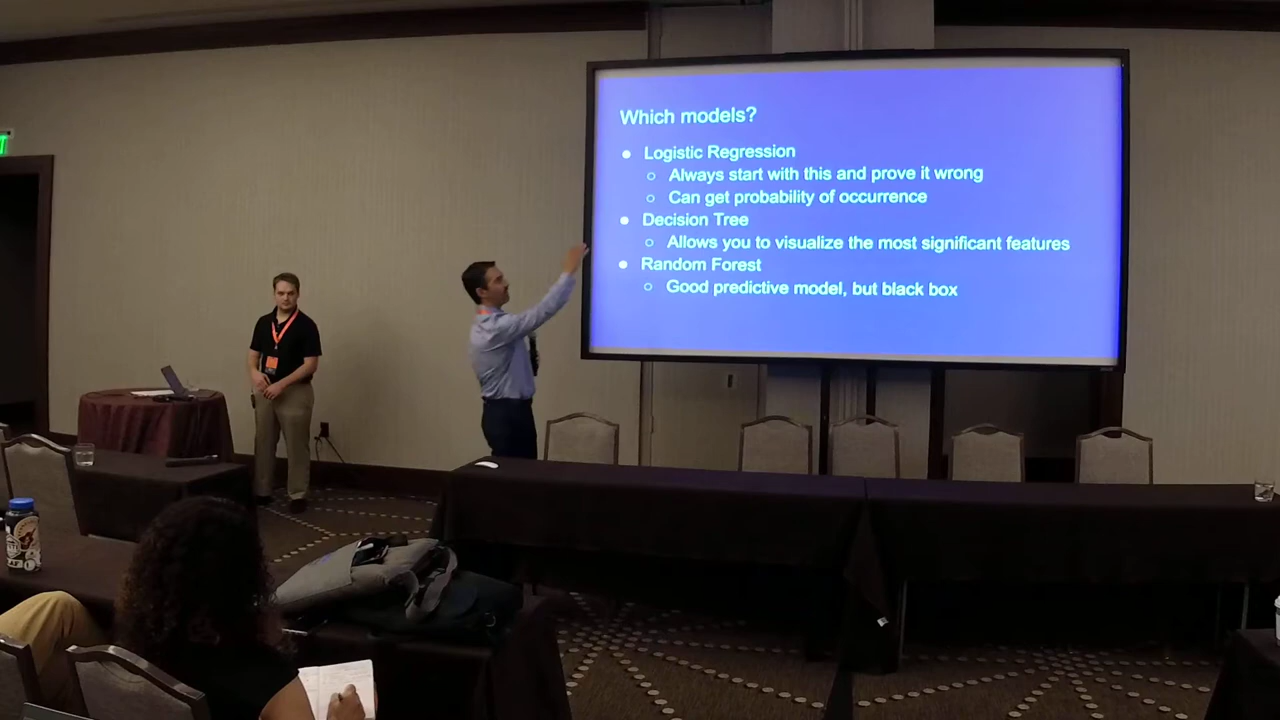 Which models?
● Logistic Regression
○ Always start with this and prove it wrong
○ Can get probability of occurrence
● Decision Tree
○ Allows you to visualize the most significant features
● Random Forest
○ Good predictive model, but black box